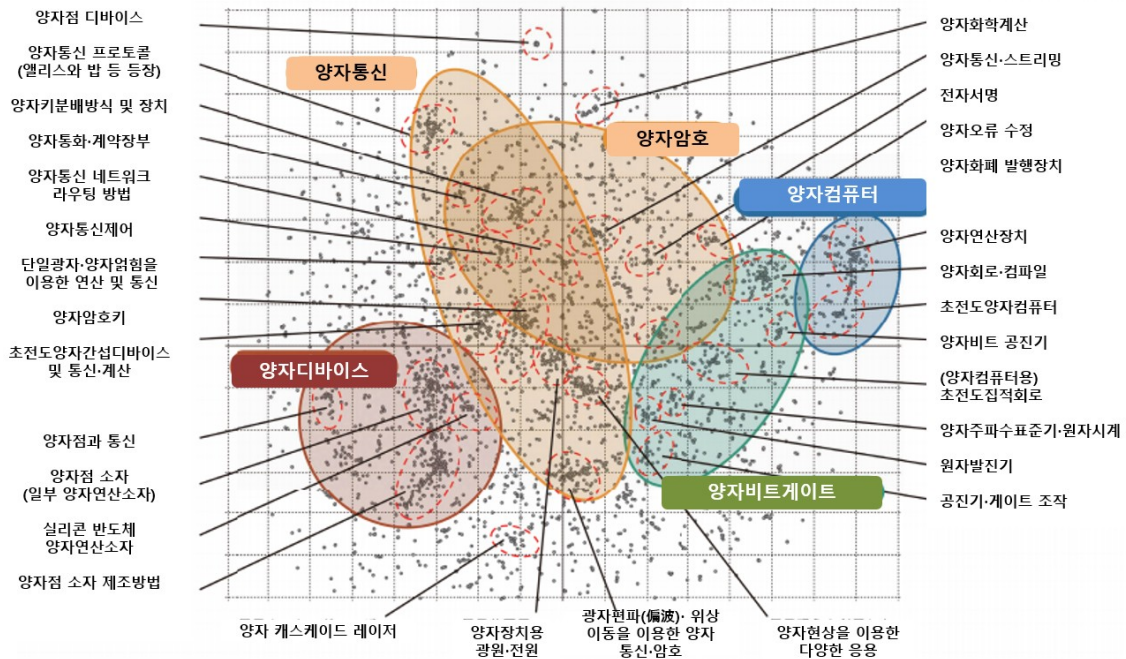 양자점 디바이스
양자통신 프로토콜
(앨리스와 밥 등 등장)
양자키분배방식 및 장치
양자통화·계약장부
양자통신 네트워크
라우팅 방법
양자통신제어
단일광자·양자얽힘을
이용한 연산 및 통신
양자암호키
초전도양자간섭디바이스
및 통신·계산
양자점과 통신
양자점 소자
(일부 양자연산소자)
실리콘 반도체
양자연산소자
양자점 소자 제조방법
양자통신
양자암호
양자컴퓨터
양자디바이스
양자비트게이트
양자화학계산
양자통신·스트리밍
전자서명
양자오류 수정
양자화폐 발행장치
양자연산장치
양자회로·컴파일
초전도양자컴퓨터
양자비트 공진기
(양자컴퓨터용)
초전도집적회로
양자주파수표준기·원자시계
원자발진기
공진기·게이트 조작
양자 캐스케이드 레이저
양자장치용
광원·전원
광자편파(偏波)· 위상
이동을 이용한 양자
통신·암호
양자현상을 이용한
다양한 응용